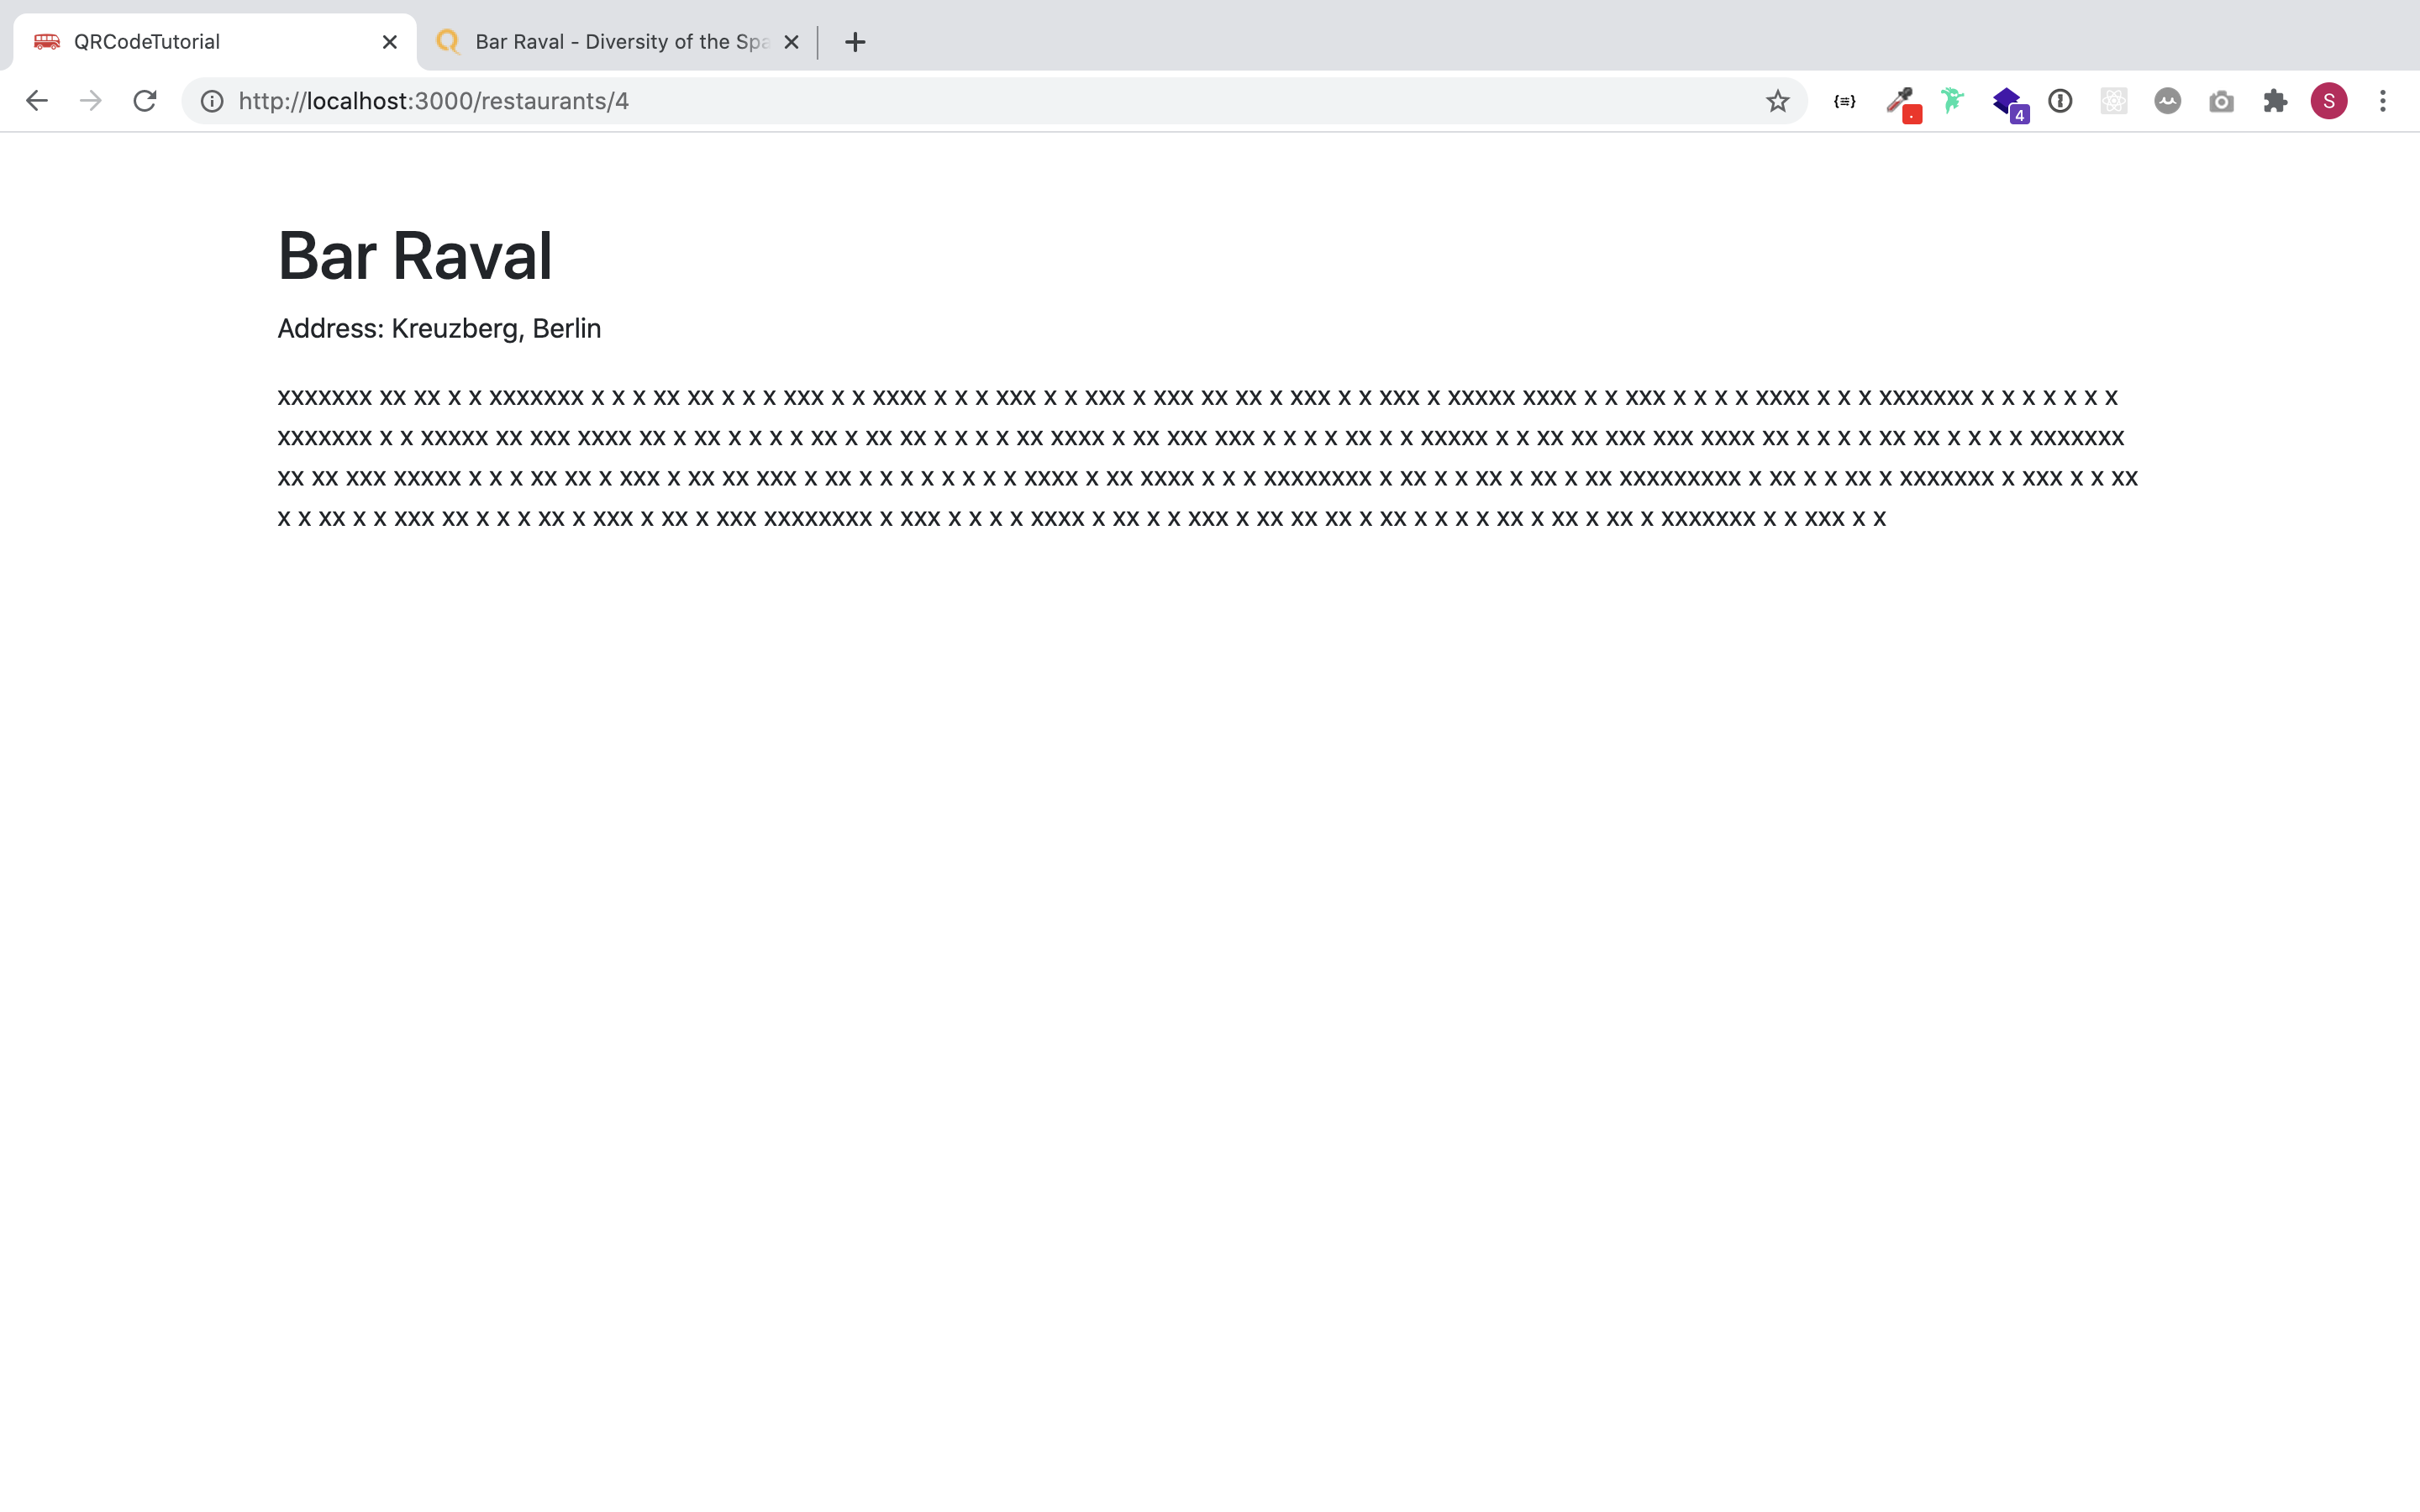 QRCodeTutorial
Bar Raval - Diversity of the Spa
http://localhost:3000/restaurants/4
{≡}
4
S
Bar Raval
Address: Kreuzberg, Berlin
xxxxxxx xx xx x x xxxxxxx x x x xx xx x x x xxx x x xxxx x x x xxx x x xxx x xxx xx xx x xxx x x xxx x xxxxx xxxx x x xxx x x x x xxxx x x x xxxxxxx x x x x x x x
xxxxxxx x x xxxxx xx xxx xxxx xx x xx x x x x xx x xx xx x x x x xx xxxx x xx xxx xxx x x x x xx x x xxxxx x x xx xx xxx xxx xxxx xx x x x x xx xx x x x x xxxxxxx
xx xx xxx xxxxx x x x xx xx x xxx x xx xx xxx x xx x x x x x x x x xxxx x xx xxxx x x x xxxxxxxx x xx x x xx x xx x xx xxxxxxxxx x xx x x xx x xxxxxxx x xxx x x xx
x x xx x x xxx xx x x x xx x xxx x xx x xxx xxxxxxxx x xxx x x x x xxxx x xx x x xxx x xx xx xx x xx x x x x xx x xx x xx x xxxxxxx x x xxx x x